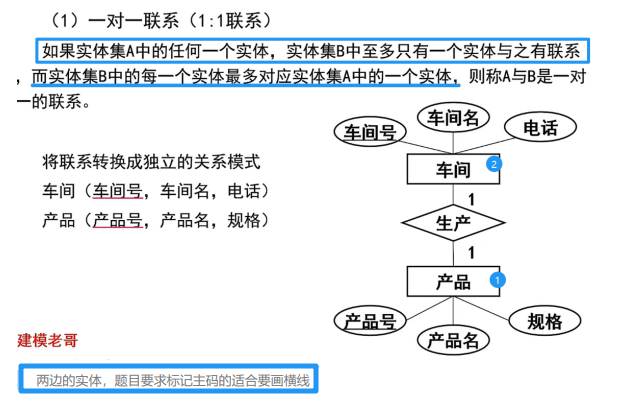 （1）一对一联系（1:1联系）
如果实体集A中的任何一个实体，实体集B中至多只有一个实体与之有联系
，而实体集B中的每一个实体最多对应实体集A中的一个实体，则称A与B是一对
一的联系。
将联系转换成独立的关系模式
车间（车间号，车间名，电话）
产品（产品号，产品名，规格）
车间号
车间名
电话
车间
2
1
生产
1
产品
1
产品号
产品名
规格
建模老哥
两边的实体，题目要求标记主码的适合要画横线